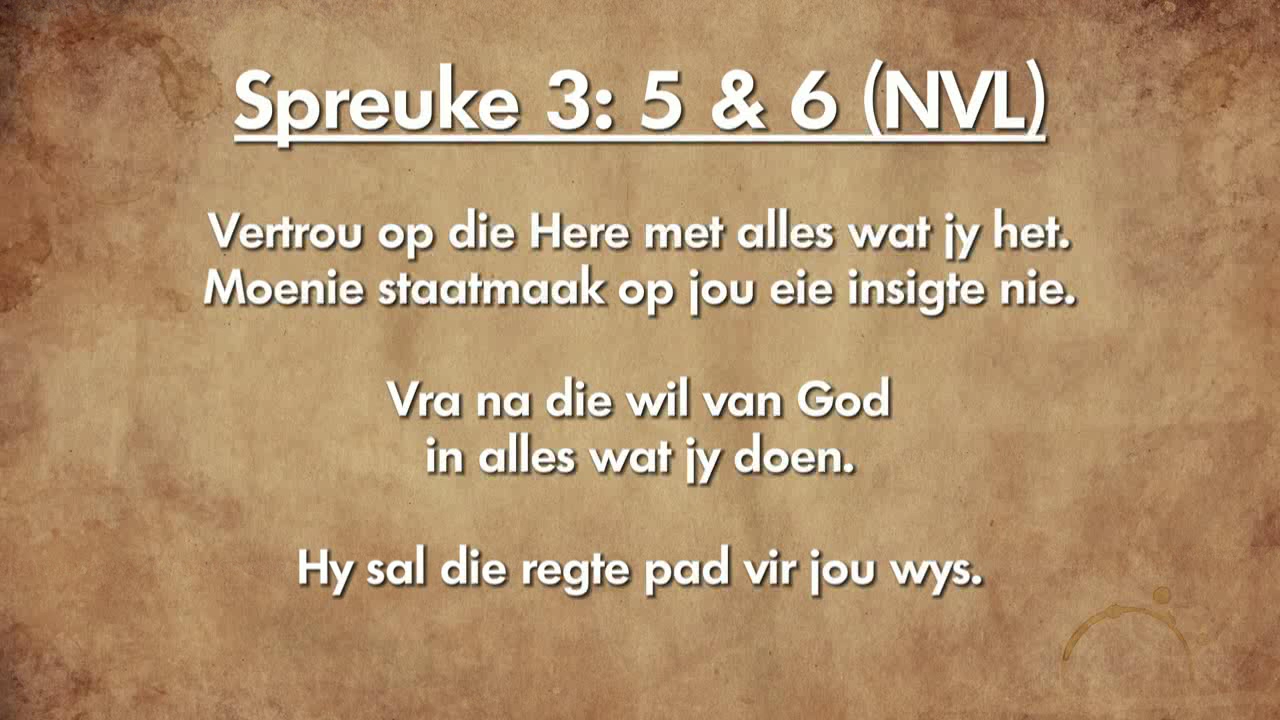 Spreuke 3: 5 & 6 (NVL)
Vertrou op die Here met alles wat jy het.
Moenie staatmaak op jou eie insigte nie.
Vra na die wil van God
in alles wat jy doen.
Hy sal die regte pad vir jou wys.